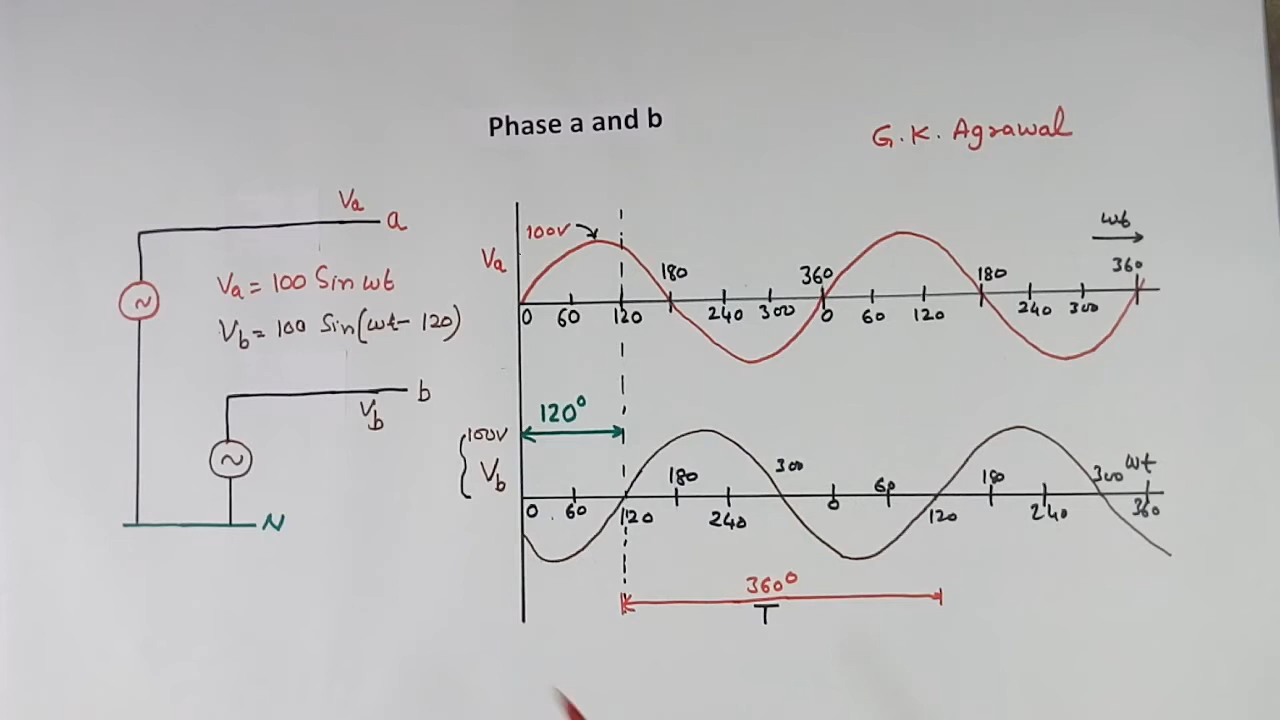 Phase a and b
G. K. Agrawal
Va
a
Va = 100 Sin ωt
Vb = 100 Sin(ωt - 120)
b
Vb
N
~
~
ωt
100V
Va
180
360
180
360
0 60 120 240 300 0 60 120 240 300
120°
100V
Vb
180
300
60
180
300
ωt
0 60 120 240 0 120 240 360
360°
T